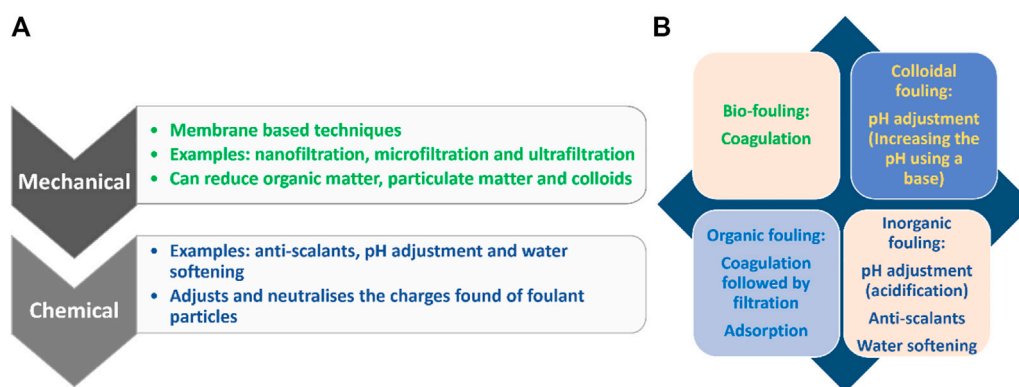 A
Mechanical
• Membrane based techniques
• Examples: nanofiltration, microfiltration and ultrafiltration
• Can reduce organic matter, particulate matter and colloids
Chemical
• Examples: anti-scalants, pH adjustment and water
softening
• Adjusts and neutralises the charges found of foulant
particles
B
Bio-fouling:
Coagulation
Colloidal
fouling:
pH adjustment
(Increasing the
pH using a
base)
Organic fouling:
Coagulation
followed by
filtration
Adsorption
Inorganic
fouling:
pH adjustment
(acidification)
Anti-scalants
Water softening